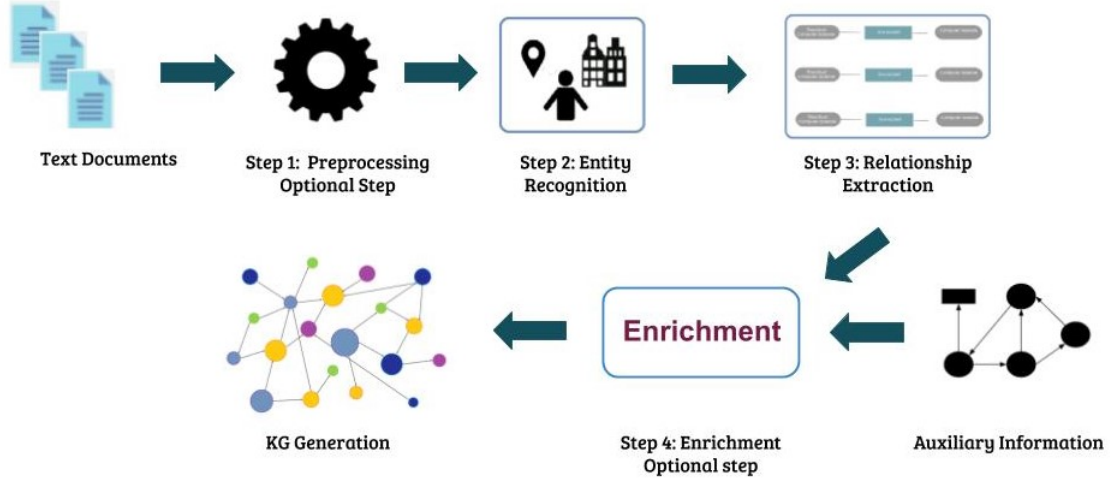 Text Documents
Step 1: Preprocessing
Optional Step
Step 2: Entity
Recognition
Step 3: Relationship
Extraction
Enrichment
KG Generation
Step 4: Enrichment
Optional step
Auxiliary Information